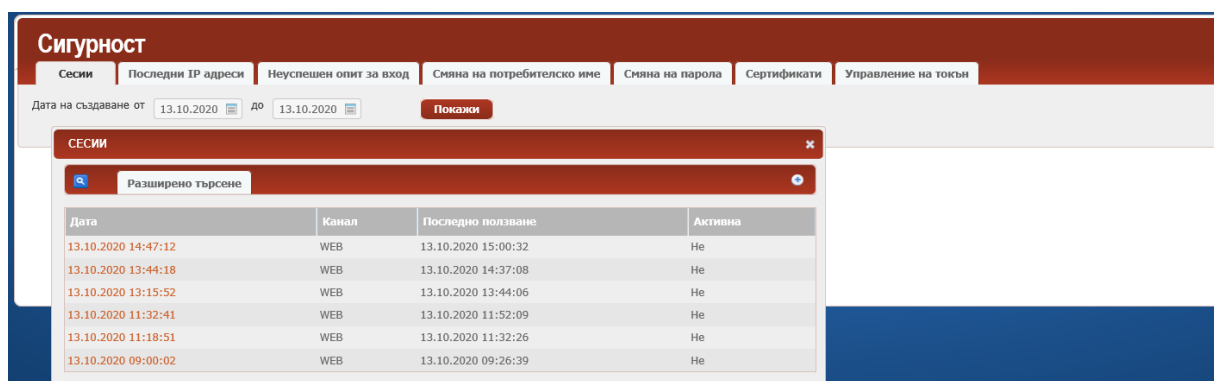 Сигурност
Сесии Последни IP адреси Неуспешен опит за вход Смяна на потребителско име Смяна на парола Сертификати Управление на токън
Дата на създаване от 13.10.2020 до 13.10.2020 Покажи
СЕСИИ
Разширено търсене
Дата Канал Последно ползване Активна
13.10.2020 14:47:12 WEB 13.10.2020 15:00:32 Не
13.10.2020 13:44:18 WEB 13.10.2020 14:37:08 Не
13.10.2020 13:15:52 WEB 13.10.2020 13:44:06 Не
13.10.2020 11:32:41 WEB 13.10.2020 11:52:09 Не
13.10.2020 11:18:51 WEB 13.10.2020 11:32:26 Не
13.10.2020 09:00:02 WEB 13.10.2020 09:26:39 Не